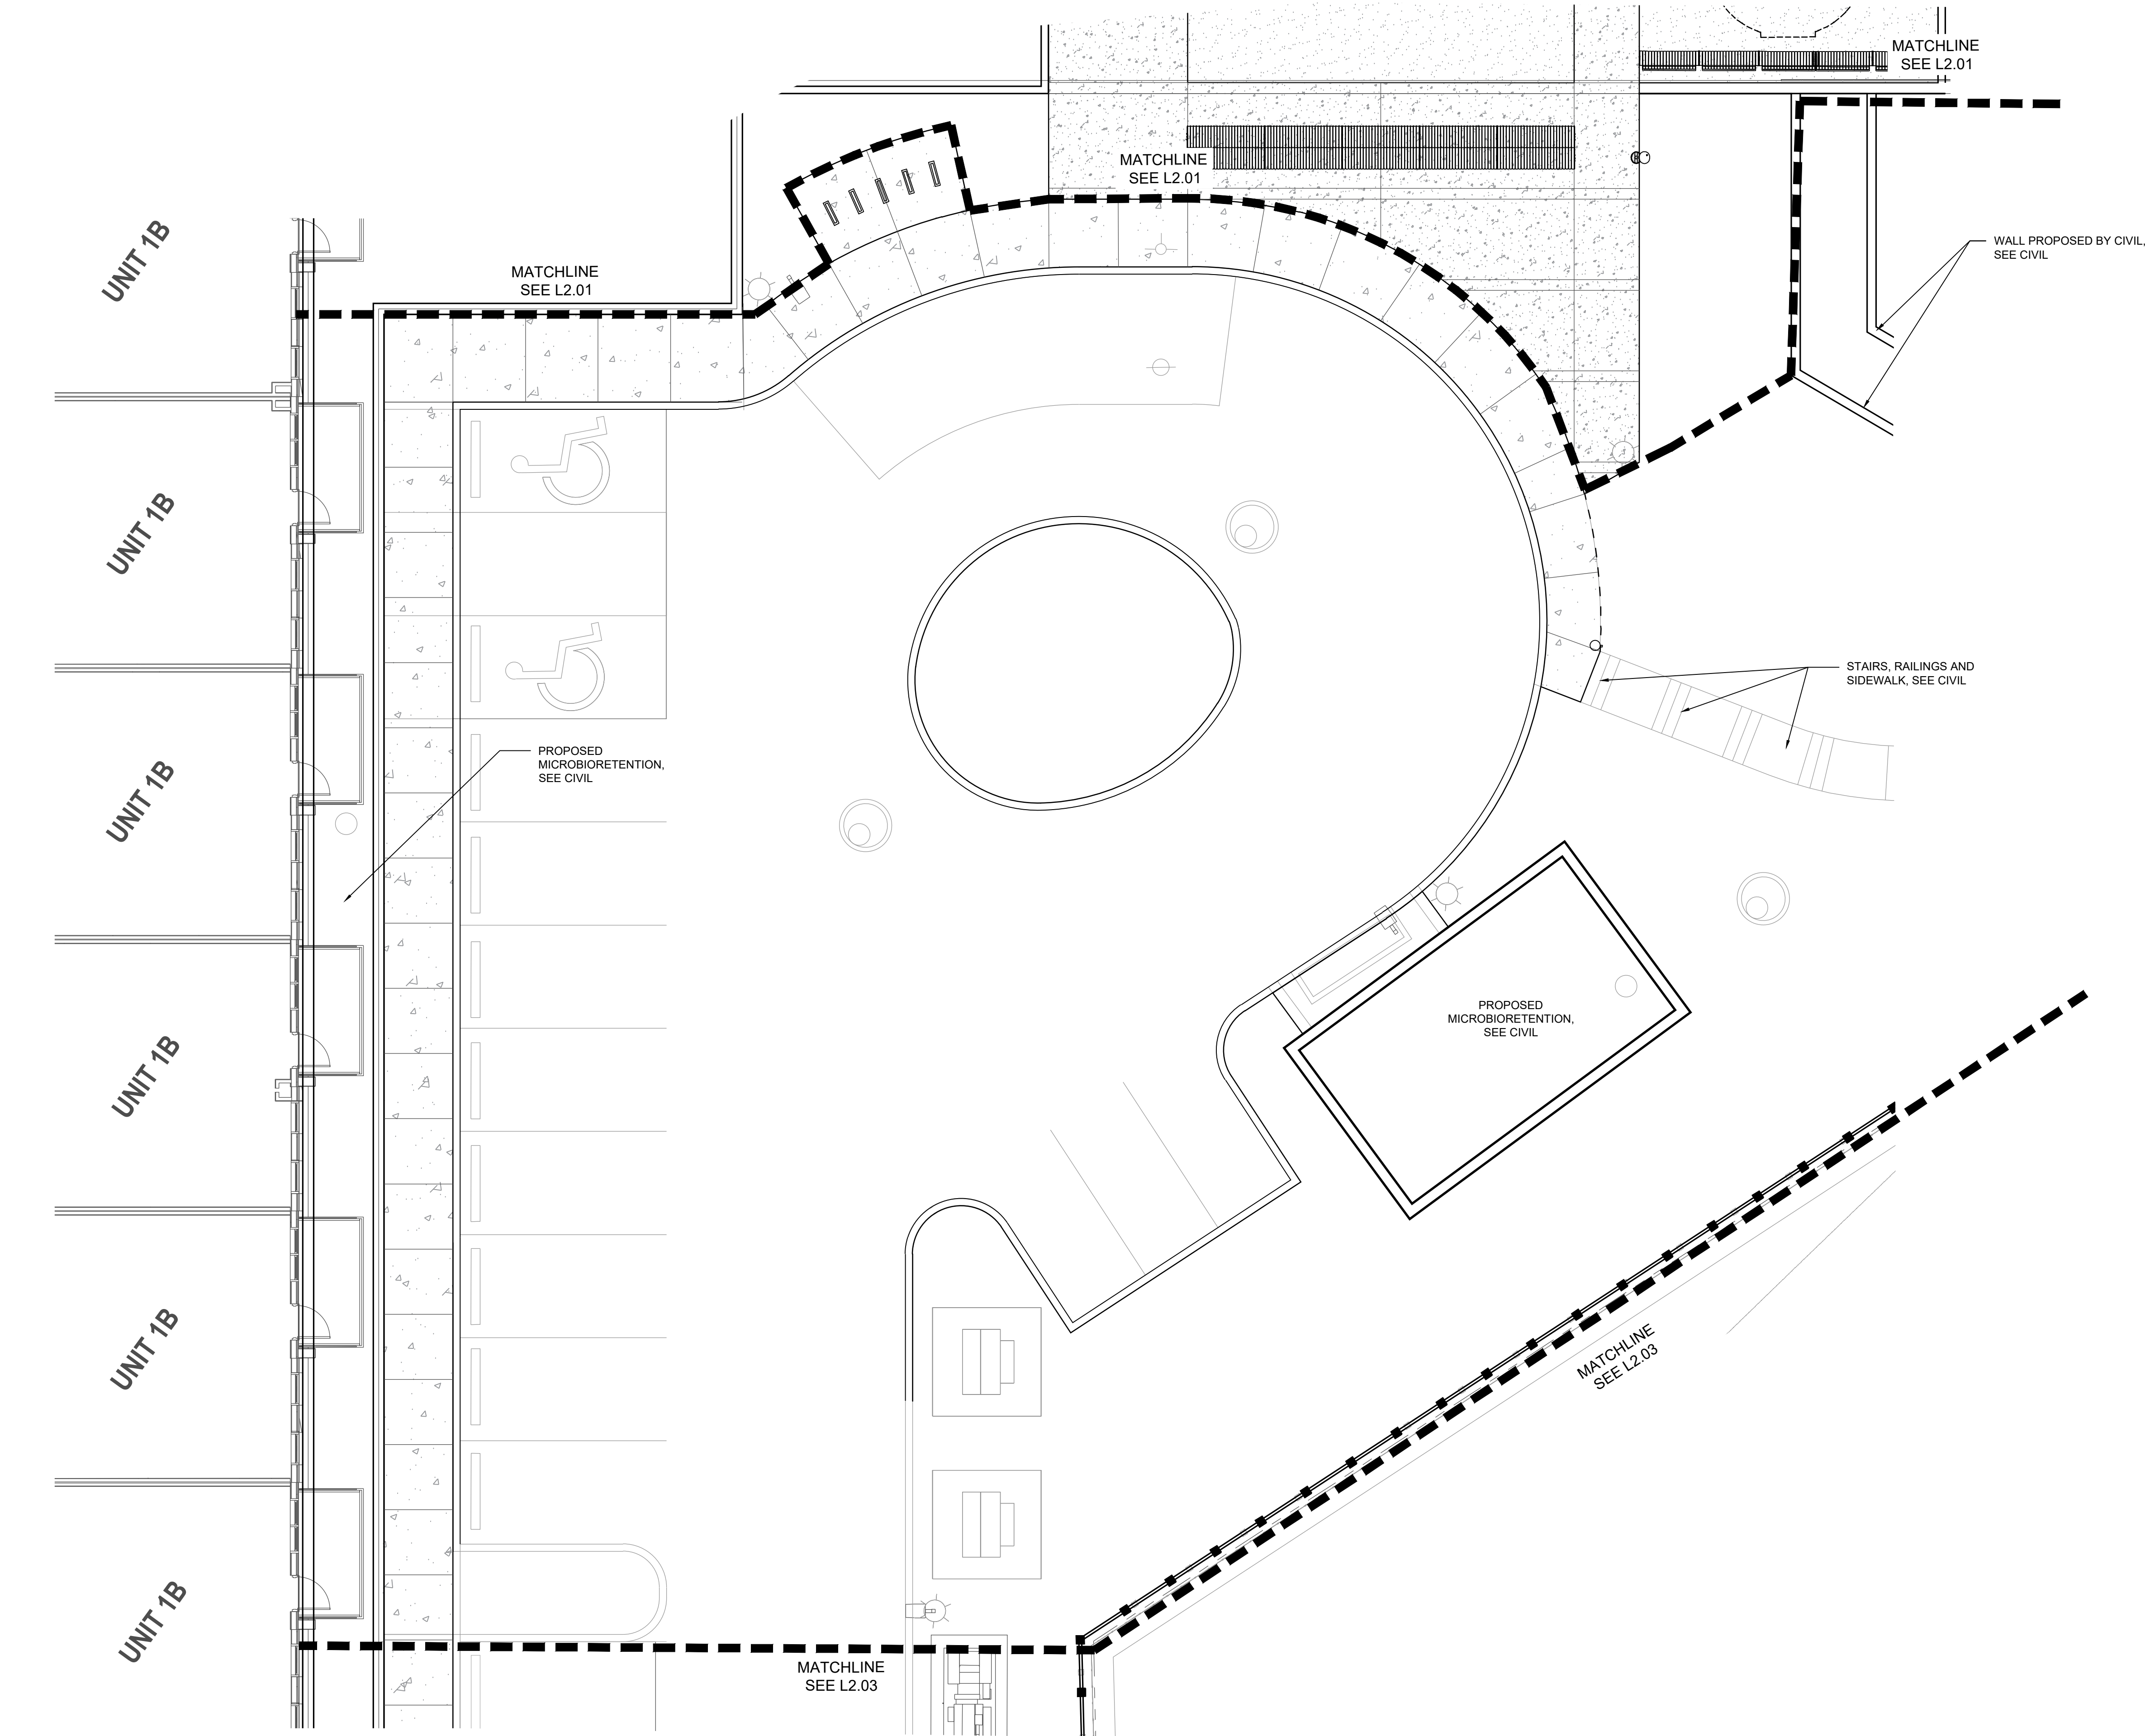 MATCHLINE
SEE L2.01
MATCHLINE
SEE L2.01
WALL PROPOSED BY CIVIL,
SEE CIVIL
UNIT 1B
MATCHLINE
SEE L2.01
UNIT 1B
STAIRS, RAILINGS AND
SIDEWALK, SEE CIVIL
PROPOSED
MICROBIORETENTION,
SEE CIVIL
UNIT 1B
PROPOSED
MICROBIORETENTION,
SEE CIVIL
UNIT 1B
UNIT 1B
MATCHLINE
SEE L2.03
UNIT 1B
MATCHLINE
SEE L2.03